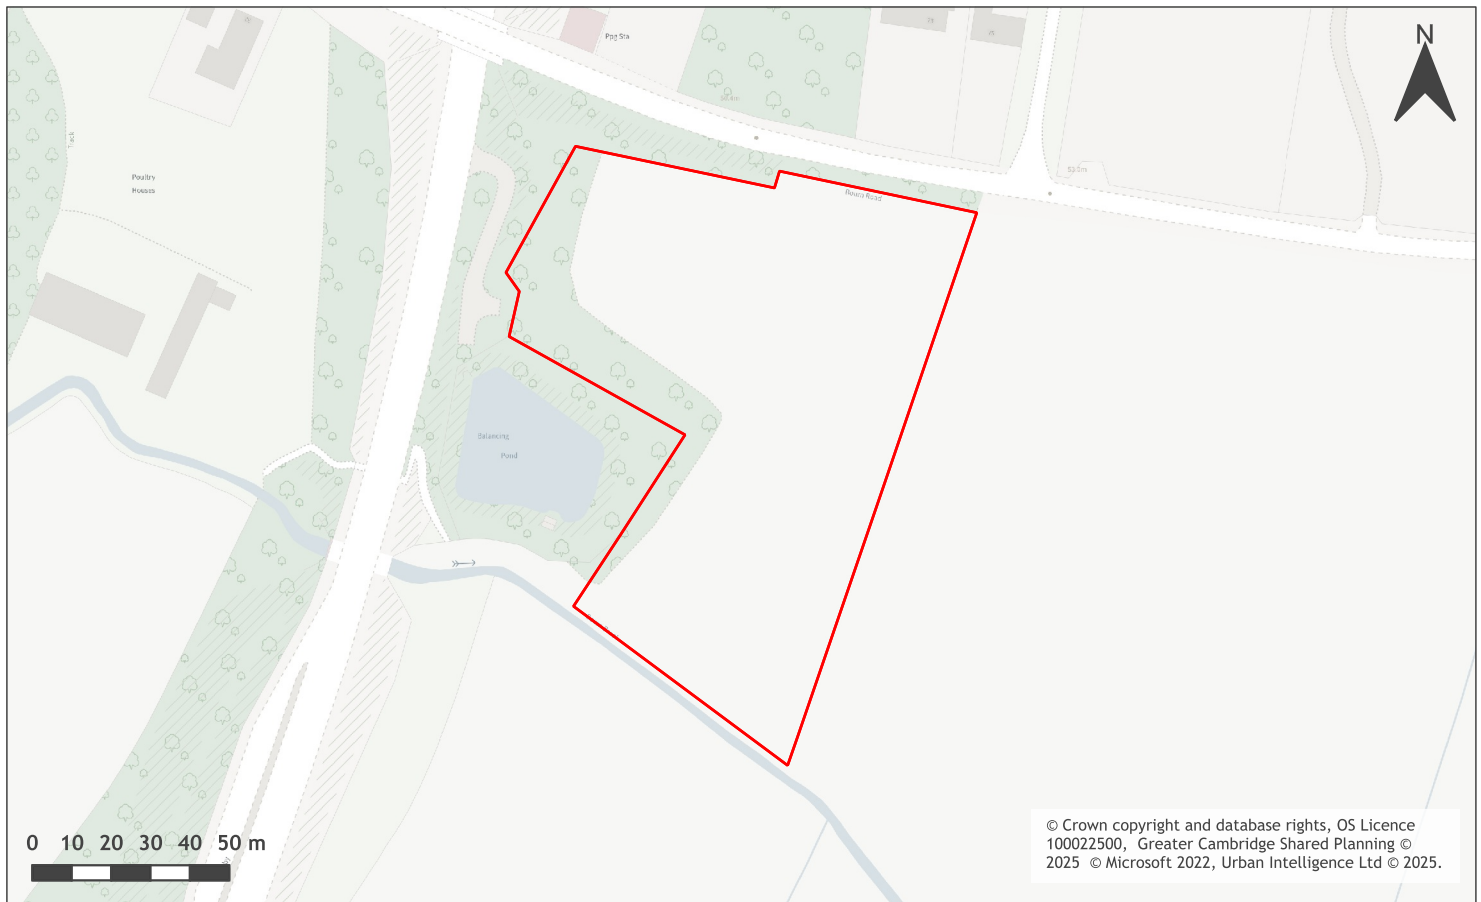 N
Ppg Sta
Track
Poultry
Houses
Balancing
Pond
0 10 20 30 40 50 m
© Crown copyright and database rights, OS Licence
100022500, Greater Cambridge Shared Planning ©
2025 © Microsoft 2022, Urban Intelligence Ltd © 2025.